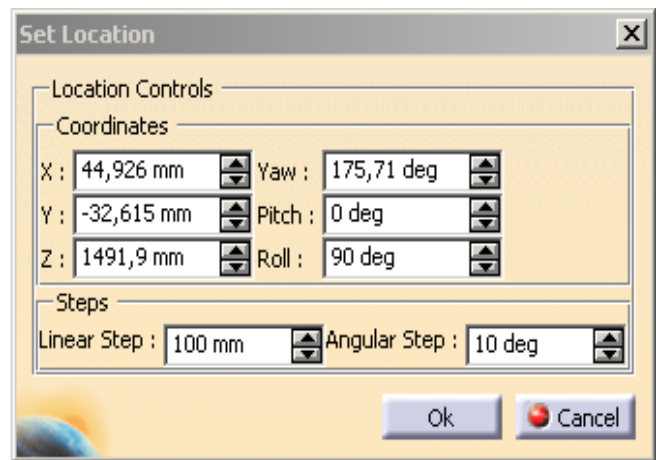 Set Location
Location Controls
Coordinates
X : 44,926 mm Yaw : 175,71 deg
Y : -32,615 mm Pitch : 0 deg
Z : 1491,9 mm Roll : 90 deg
Steps
Linear Step : 100 mm Angular Step : 10 deg
Ok Cancel